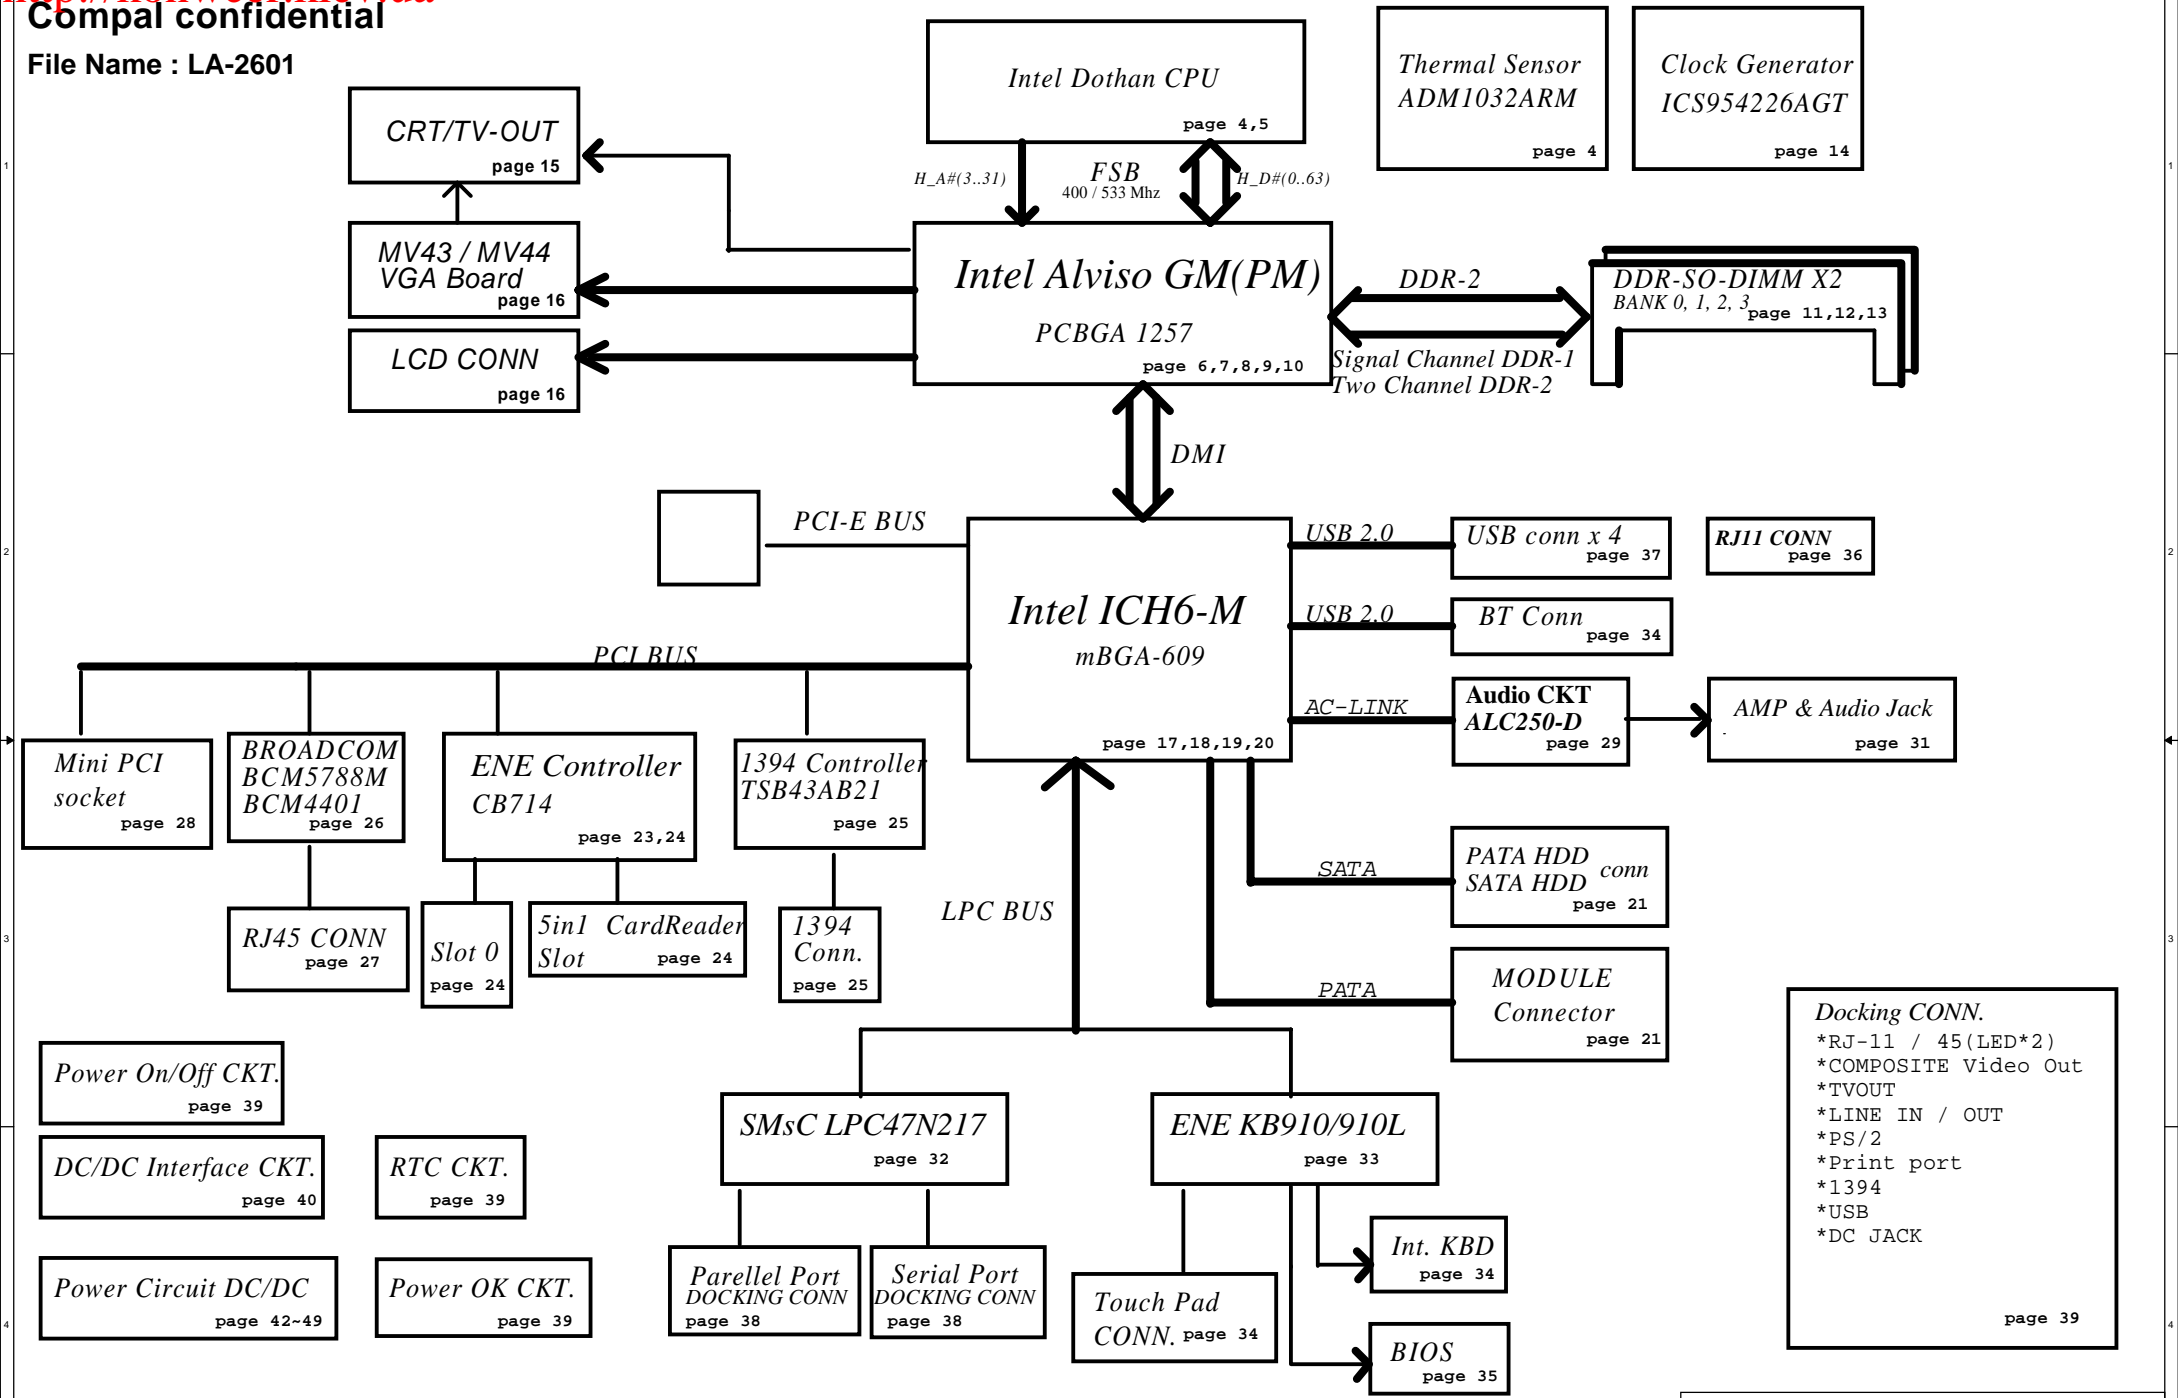 Compal confidential
File Name : LA-2601
CRT/TV-OUT
page 15
MV43 / MV44
VGA Board
page 16
LCD CONN
page 16
Intel Dothan CPU
page 4,5
H_A#(3..31)
FSB
400 / 533 Mhz
H_D#(0..63)
Thermal Sensor
ADM1032ARM
page 4
Clock Generator
ICS954226AGT
page 14
Intel Alviso GM(PM)
PCBGA 1257
page 6,7,8,9,10
DDR-2
Signal Channel DDR-1
Two Channel DDR-2
DDR-SO-DIMM X2
BANK 0, 1, 2, 3
page 11,12,13
DMI
PCI-E BUS
Intel ICH6-M
mBGA-609
page 17,18,19,20
USB 2.0
USB conn x 4
page 37
RJ11 CONN
page 36
USB 2.0
BT Conn
page 34
AC-LINK
Audio CKT
ALC250-D
page 29
AMP & Audio Jack
page 31
PCI BUS
Mini PCI
socket
page 28
BROADCOM
BCM5788M
BCM4401
page 26
ENE Controller
CB714
page 23,24
1394 Controller
TSB43AB21
page 25
RJ45 CONN
page 27
Slot 0
page 24
5in1 CardReader
Slot
page 24
1394
Conn.
page 25
LPC BUS
SATA
PATA HDD
SATA HDD
conn
page 21
PATA
MODULE
Connector
page 21
Docking CONN.
*RJ-11 / 45(LED*2)
*COMPOSITE Video Out
*TVOUT
*LINE IN / OUT
*PS/2
*Print port
*1394
*USB
*DC JACK
page 39
Power On/Off CKT.
page 39
DC/DC Interface CKT.
page 40
RTC CKT.
page 39
Power Circuit DC/DC
page 42~49
Power OK CKT.
page 39
SMsC LPC47N217
page 32
ENE KB910/910L
page 33
Parellel Port
DOCKING CONN
page 38
Serial Port
DOCKING CONN
page 38
Touch Pad
CONN.
page 34
Int. KBD
page 34
BIOS
page 35
1
2
3
4
1
2
3
4